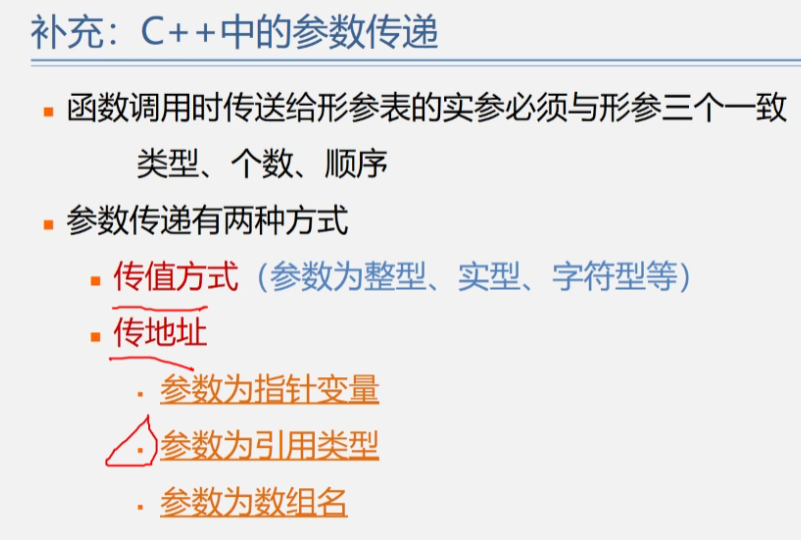 补充：C++中的参数传递
函数调用时传送给形参表的实参必须与形参三个一致
类型、个数、顺序
参数传递有两种方式
传值方式（参数为整型、实型、字符型等）
传地址
参数为指针变量
参数为引用类型
参数为数组名